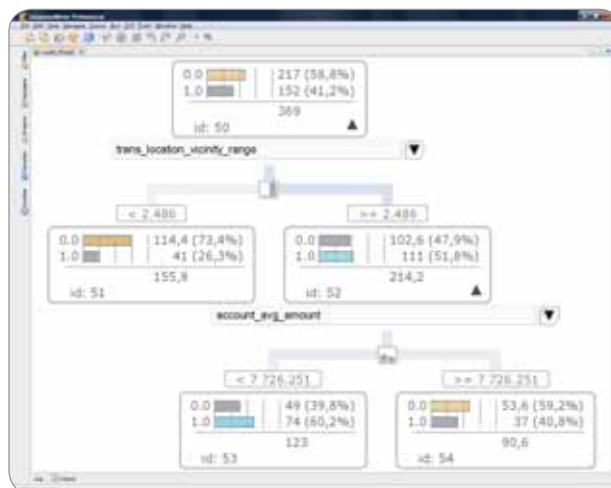 0.0 217 (58,8%)
1.0 152 (41,2%)
369
id: 50
trans_location_vicinity_range
< 2.486
>= 2.486
0.0 114,4 (73,4%)
1.0 41 (26,3%)
155,8
id: 51
0.0 102,6 (47,9%)
1.0 111 (51,8%)
214,2
id: 52
account_avg_amount
< 7 726.251
>= 7 726.251
0.0 49 (39,8%)
1.0 74 (60,2%)
123
id: 53
0.0 53,6 (59,2%)
1.0 37 (40,8%)
90,6
id: 54